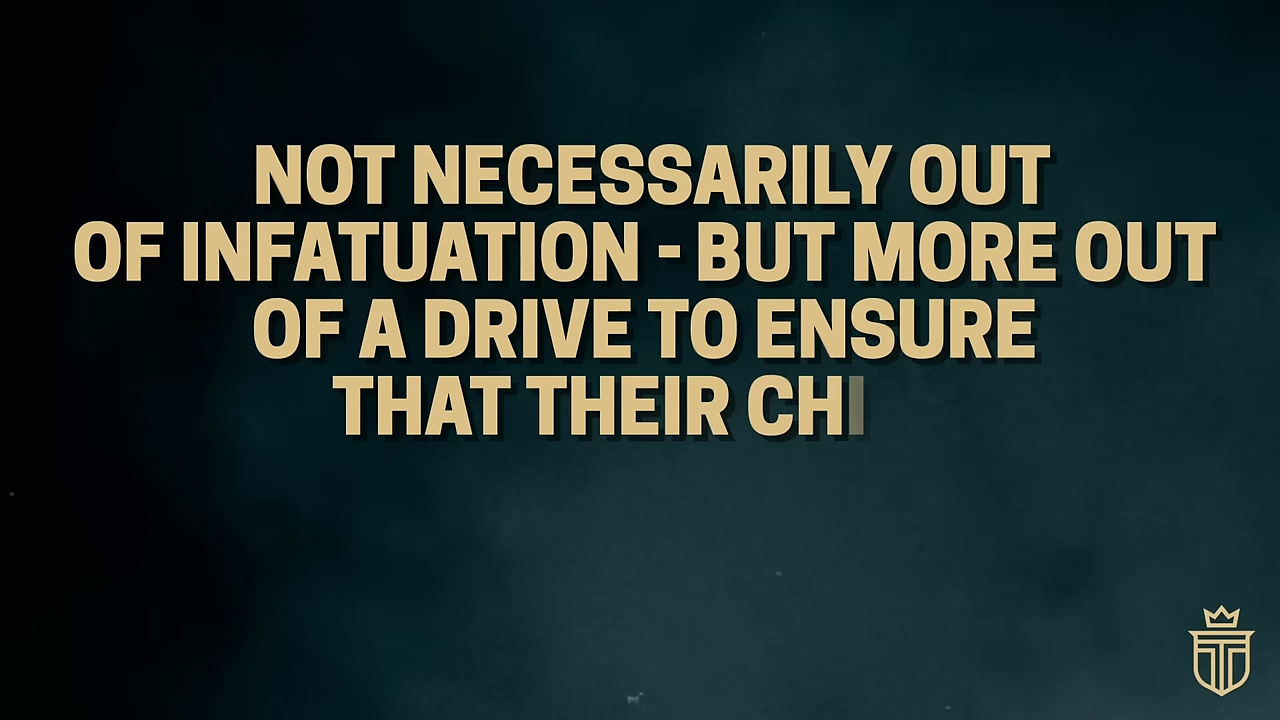 NOT NECESSARILY OUT
OF INFATUATION - BUT MORE OUT
OF A DRIVE TO ENSURE
THAT THEIR CHI